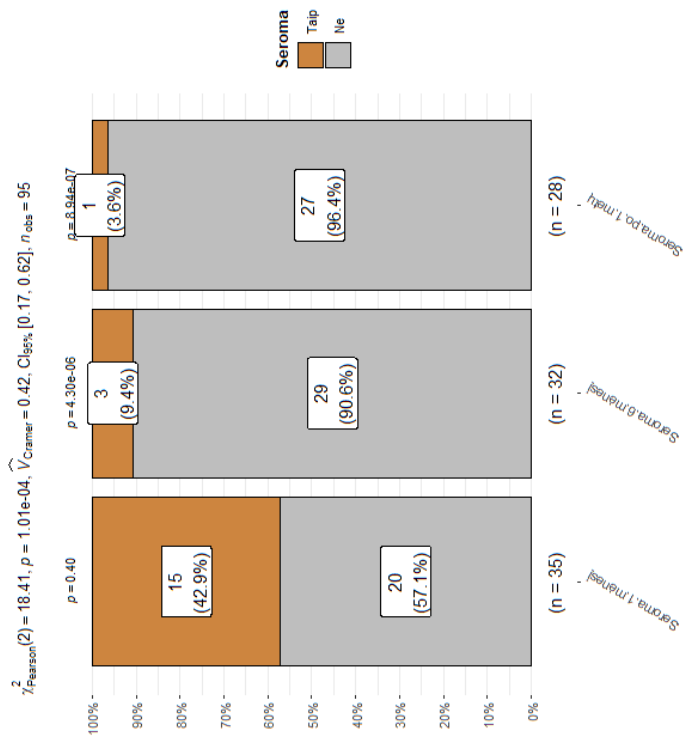 χ²Pearson(2) = 18.41, p = 1.01e-04, V̂Cramer = 0.42, CI95% [0.17, 0.62], nobs = 95
100%
90%
80%
70%
60%
50%
40%
30%
20%
10%
0%
p = 0.40
15
(42.9%)
20
(57.1%)
(n = 35)
Seroma.1.mėnesį
p = 4.30e-06
3
(9.4%)
29
(90.6%)
(n = 32)
Seroma.6.mėnesį
p = 8.94e-07
1
(3.6%)
27
(96.4%)
(n = 28)
Seroma.po.1.metų
Seroma
Taip
Ne